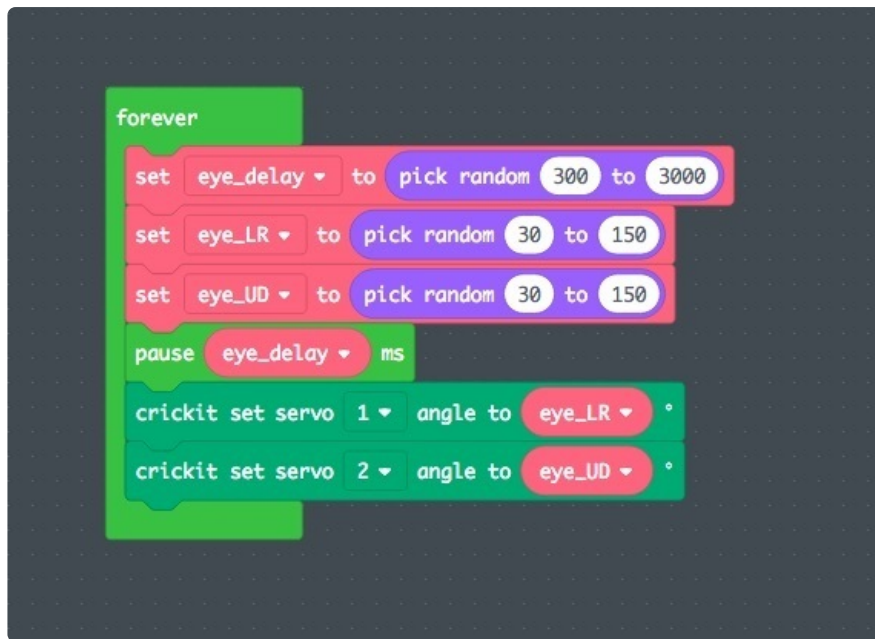 forever
set eye_delay to pick random 300 to 3000
set eye_LR to pick random 30 to 150
set eye_UD to pick random 30 to 150
pause eye_delay ms
crickit set servo 1 angle to eye_LR °
crickit set servo 2 angle to eye_UD °